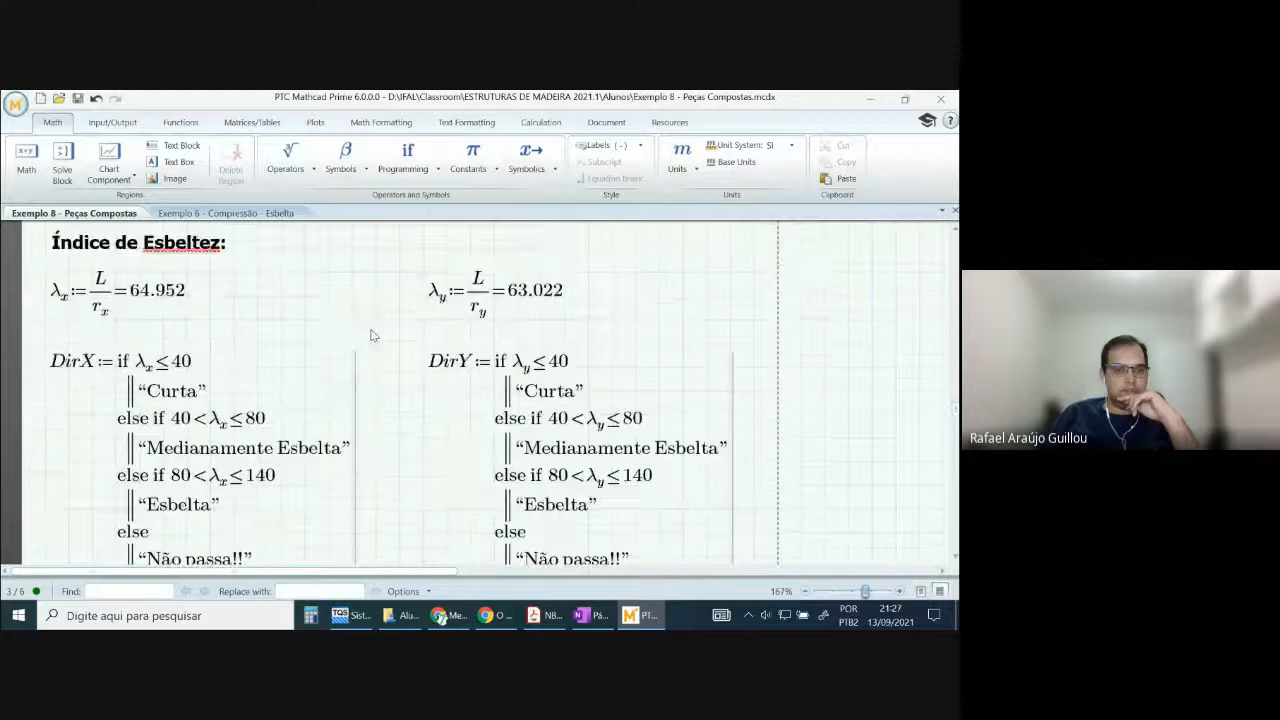 PTC Mathcad Prime 6.0.0.0 - D:\IFAL\Classroom\ESTRUTURAS DE MADEIRA 2021.1\Alunos\Exemplo 8 - Peças Compostas.mcdx
Math Input/Output Functions Matrices/Tables Plots Math Formatting Text Formatting Calculation Document Resources
Math
Solve Block
Chart Component
Text Block
Text Box
Image
Delete Region
Operators
Symbols
Programming
Constants
Symbolics
Labels (-)
Subscript
Equation Break
Units
Unit System: SI
Base Units
Cut
Copy
Paste
Regions Operators and Symbols Style Units Clipboard
Exemplo 8 - Peças Compostas Exemplo 6 - Compressão - Esbelta
Índice de Esbeltez:
λx := L/rx = 64.952 λy := L/ry = 63.022
DirX := if λx ≤ 40 DirY := if λy ≤ 40
“Curta” “Curta”
else if 40 < λx ≤ 80 else if 40 < λy ≤ 80
“Medianamente Esbelta” “Medianamente Esbelta”
else if 80 < λx ≤ 140 else if 80 < λy ≤ 140
“Esbelta” “Esbelta”
else else
“Não passa!!” “Não passa!!”
3 / 6 Find: Replace with: Options 167%
Digite aqui para pesquisar
TQS Sist... Alu... Me... O ... NB... Pá... PT...
POR PTB2
21:27
13/09/2021
Rafael Araújo Guillou